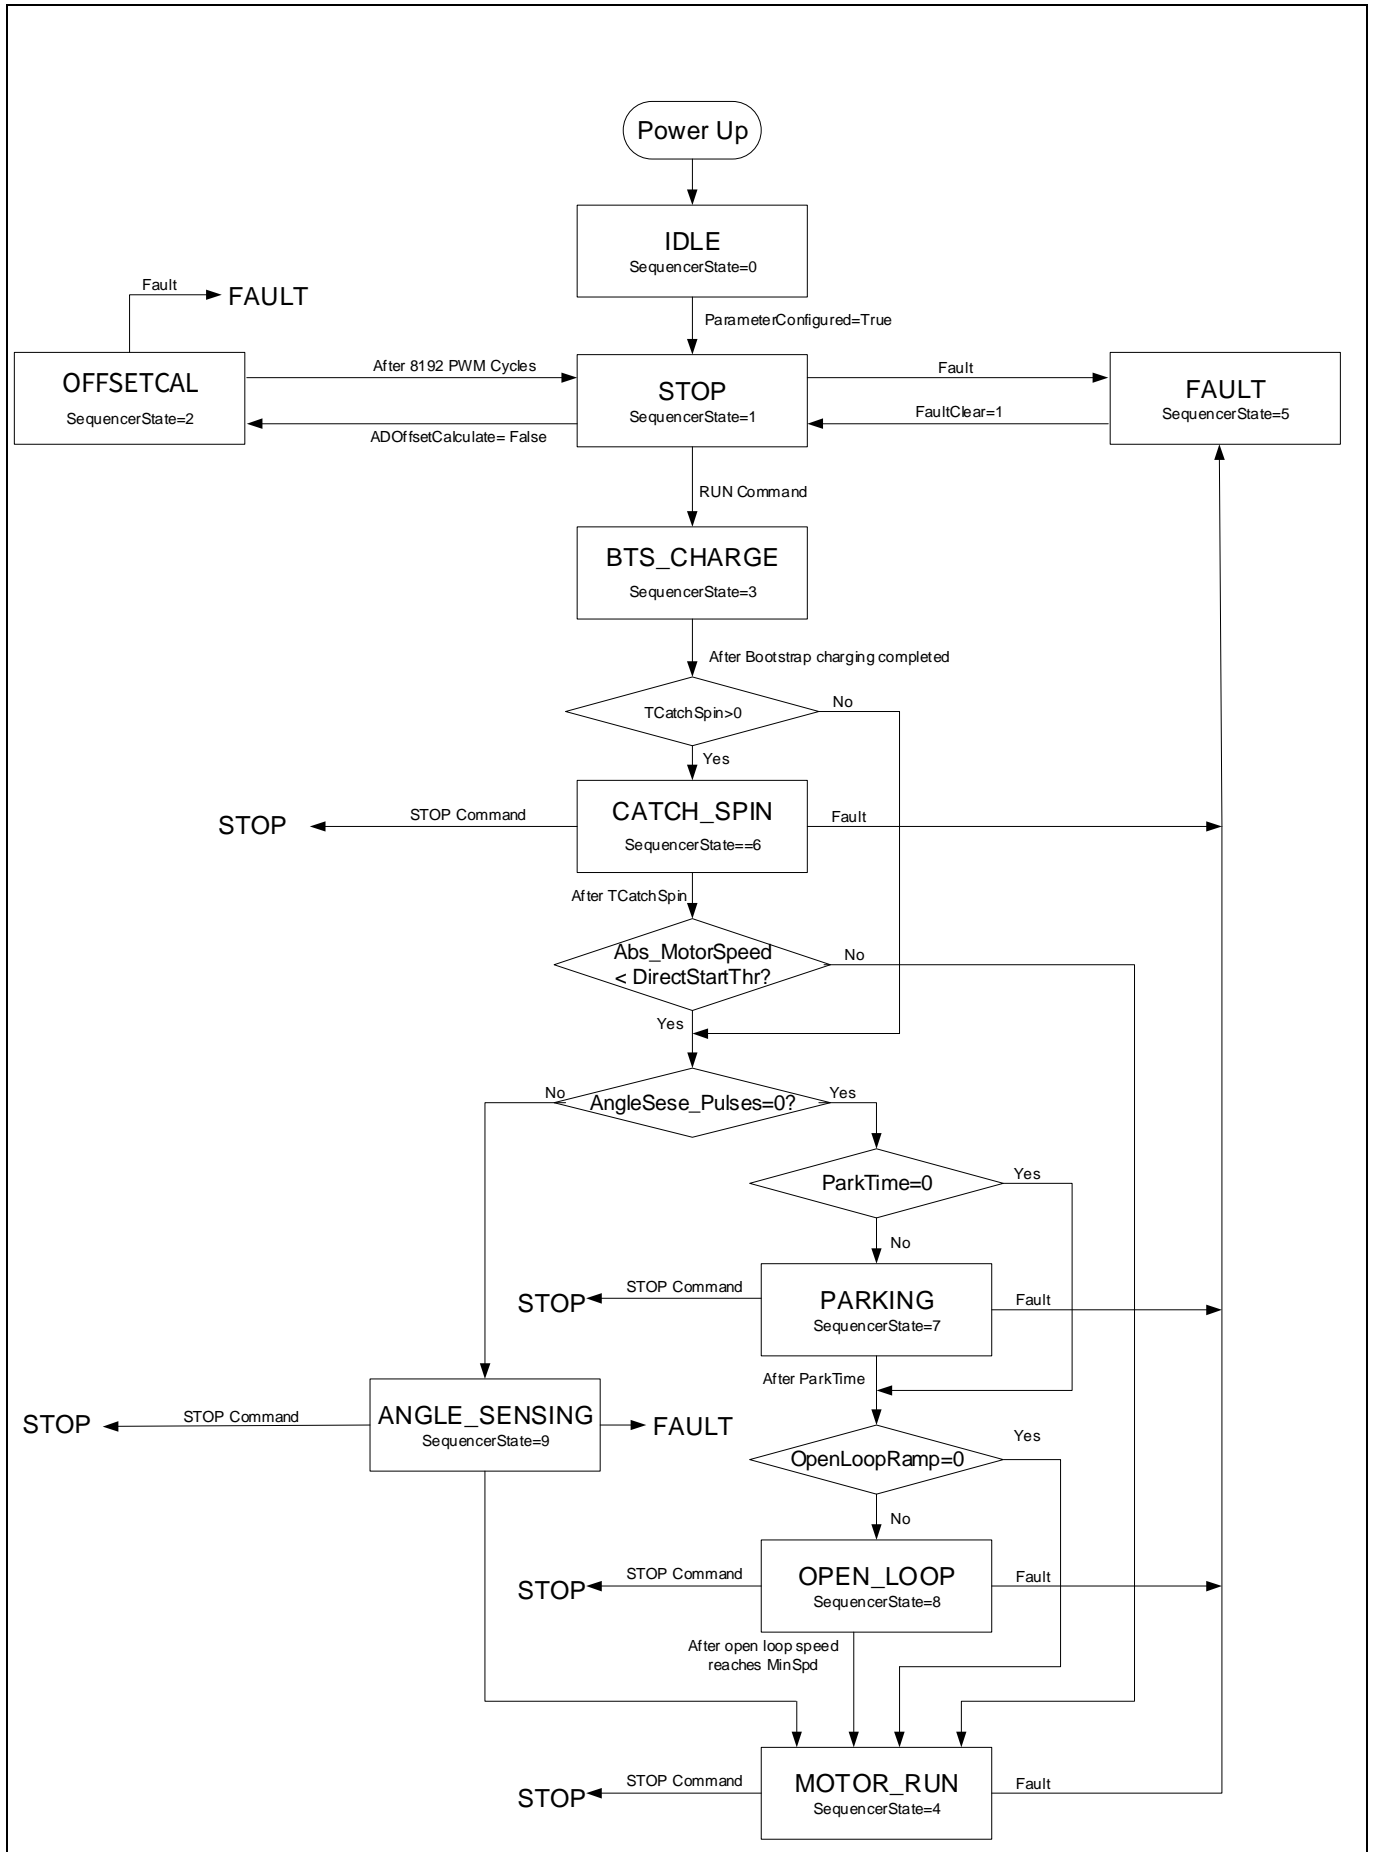 Power Up
IDLE
SequencerState=0
Fault
FAULT
ParameterConfigured=True
OFFSETCAL
SequencerState=2
After 8192 PWM Cycles
ADOffsetCalculate= False
STOP
SequencerState=1
Fault
FaultClear=1
FAULT
SequencerState=5
RUN Command
BTS_CHARGE
SequencerState=3
After Bootstrap charging completed
TCatchSpin>0
No
Yes
STOP
STOP Command
CATCH_SPIN
SequencerState==6
Fault
After TCatchSpin
Abs_MotorSpeed
< DirectStartThr?
No
Yes
No
AngleSese_Pulses=0?
Yes
ParkTime=0
Yes
No
STOP
STOP Command
PARKING
SequencerState=7
Fault
After ParkTime
STOP
STOP Command
ANGLE_SENSING
SequencerState=9
FAULT
OpenLoopRamp=0
Yes
No
STOP
STOP Command
OPEN_LOOP
SequencerState=8
Fault
After open loop speed
reaches MinSpd
STOP
STOP Command
MOTOR_RUN
SequencerState=4
Fault